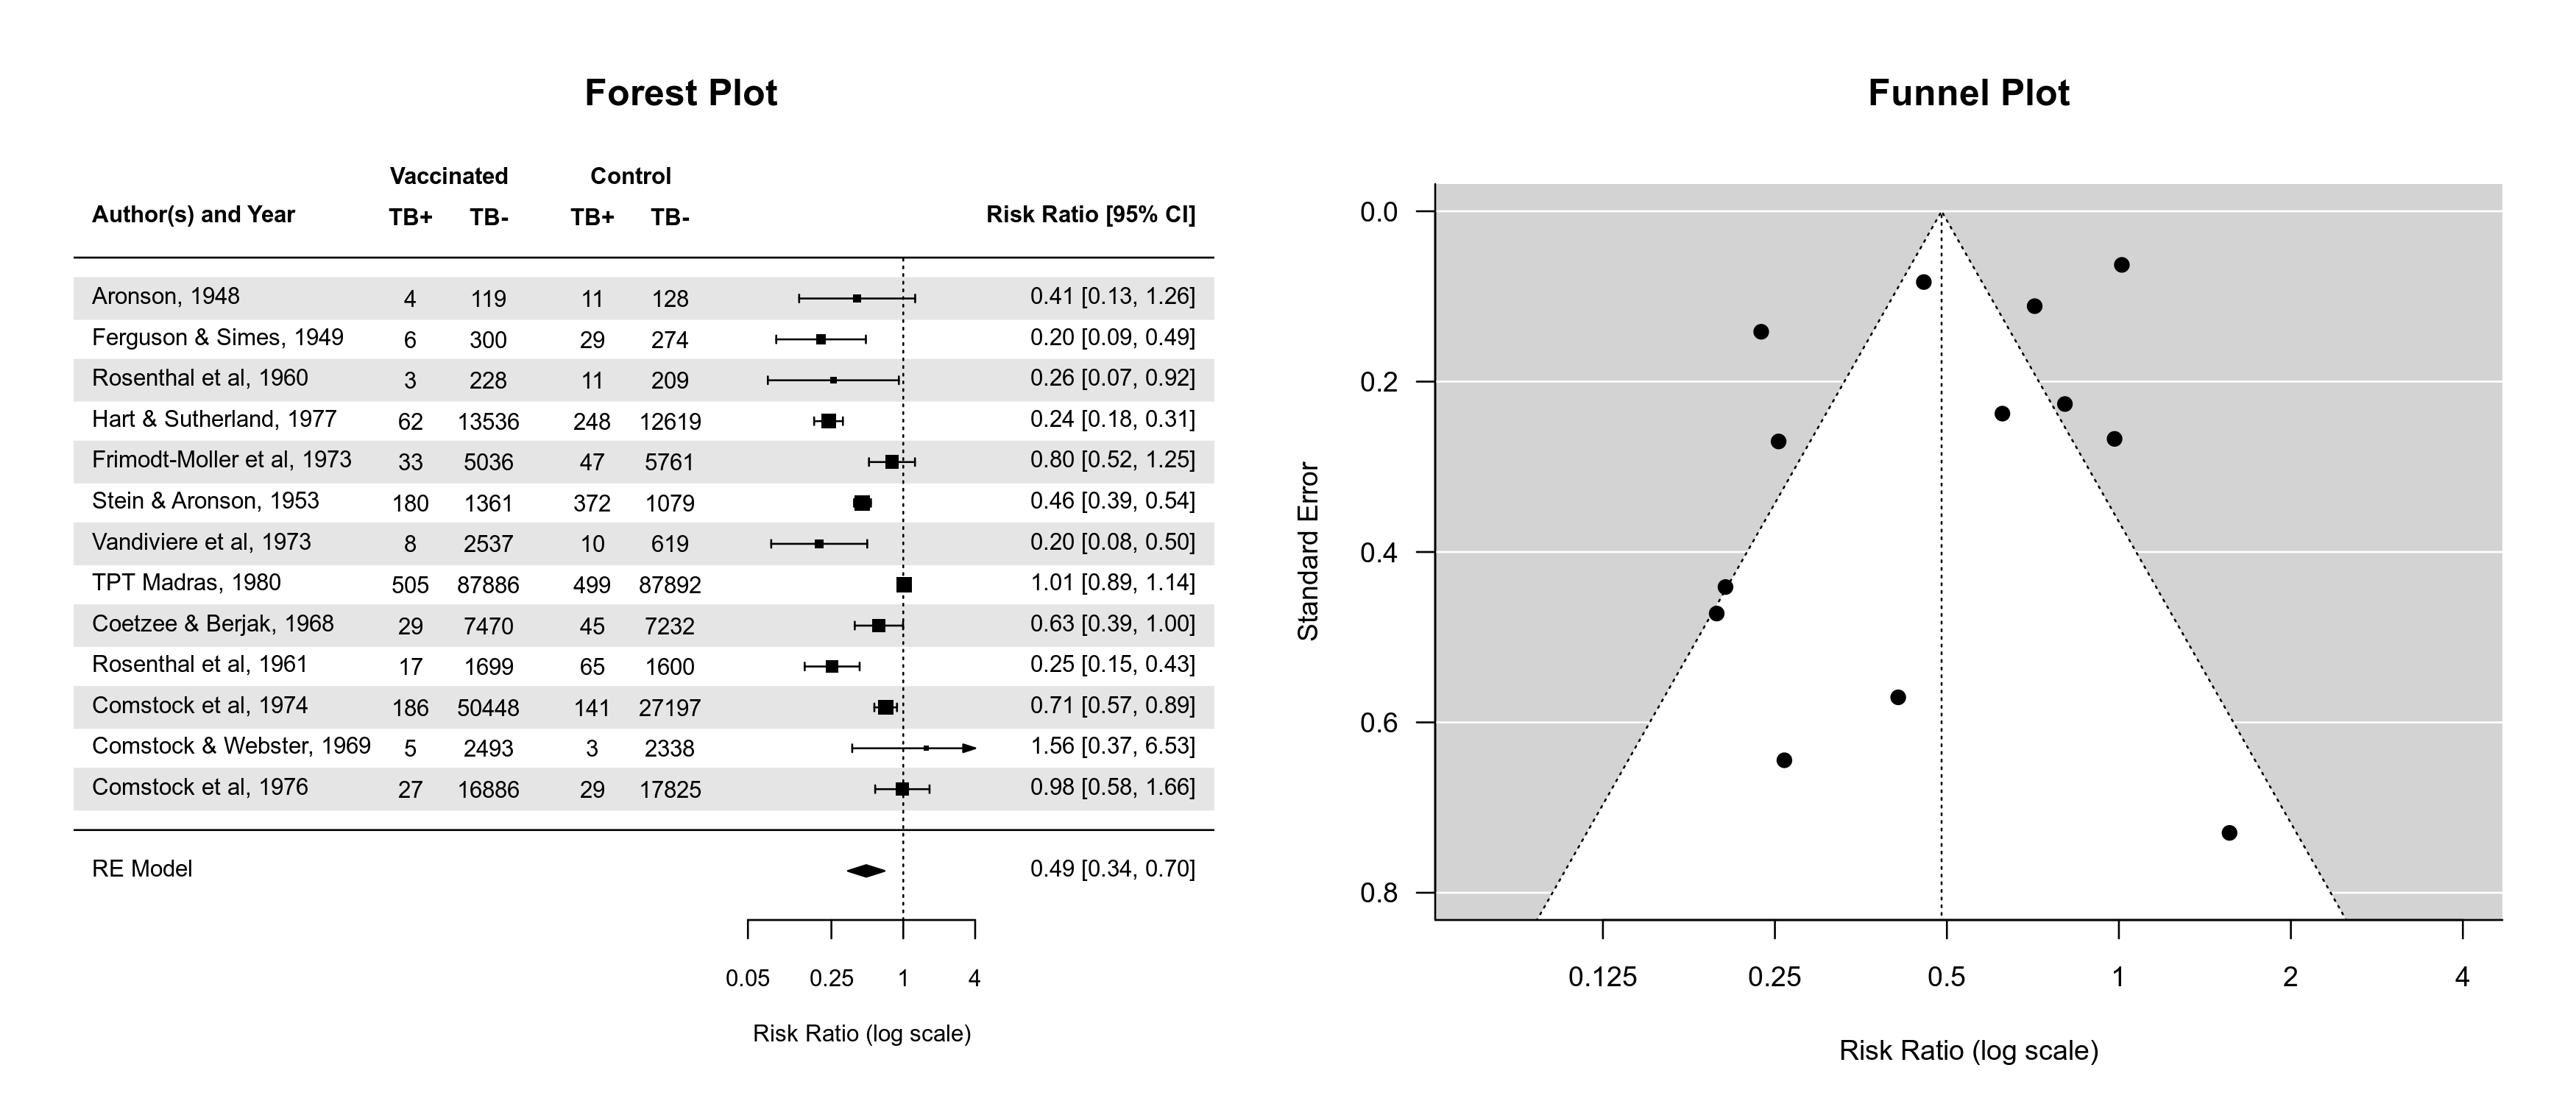 Forest Plot
Vaccinated Control
Author(s) and Year TB+ TB- TB+ TB- Risk Ratio [95% CI]
Aronson, 1948 4 119 11 128 0.41 [0.13, 1.26]
Ferguson & Simes, 1949 6 300 29 274 0.20 [0.09, 0.49]
Rosenthal et al, 1960 3 228 11 209 0.26 [0.07, 0.92]
Hart & Sutherland, 1977 62 13536 248 12619 0.24 [0.18, 0.31]
Frimodt-Moller et al, 1973 33 5036 47 5761 0.80 [0.52, 1.25]
Stein & Aronson, 1953 180 1361 372 1079 0.46 [0.39, 0.54]
Vandiviere et al, 1973 8 2537 10 619 0.20 [0.08, 0.50]
TPT Madras, 1980 505 87886 499 87892 1.01 [0.89, 1.14]
Coetzee & Berjak, 1968 29 7470 45 7232 0.63 [0.39, 1.00]
Rosenthal et al, 1961 17 1699 65 1600 0.25 [0.15, 0.43]
Comstock et al, 1974 186 50448 141 27197 0.71 [0.57, 0.89]
Comstock & Webster, 1969 5 2493 3 2338 1.56 [0.37, 6.53]
Comstock et al, 1976 27 16886 29 17825 0.98 [0.58, 1.66]
RE Model 0.49 [0.34, 0.70]
0.05 0.25 1 4
Risk Ratio (log scale)
Funnel Plot
0.0
0.2
0.4
0.6
0.8
Standard Error
0.125 0.25 0.5 1 2 4
Risk Ratio (log scale)